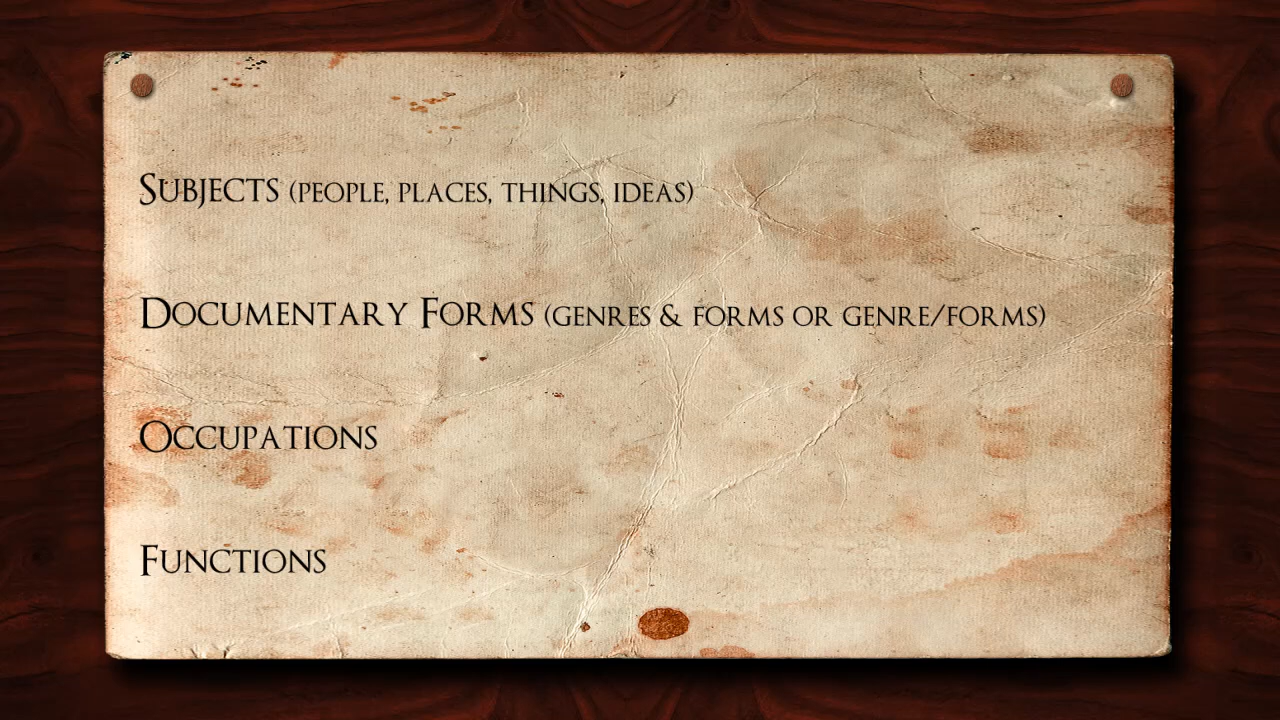 Subjects (people, places, things, ideas)
Documentary Forms (genres & forms or genre/forms)
Occupations
Functions